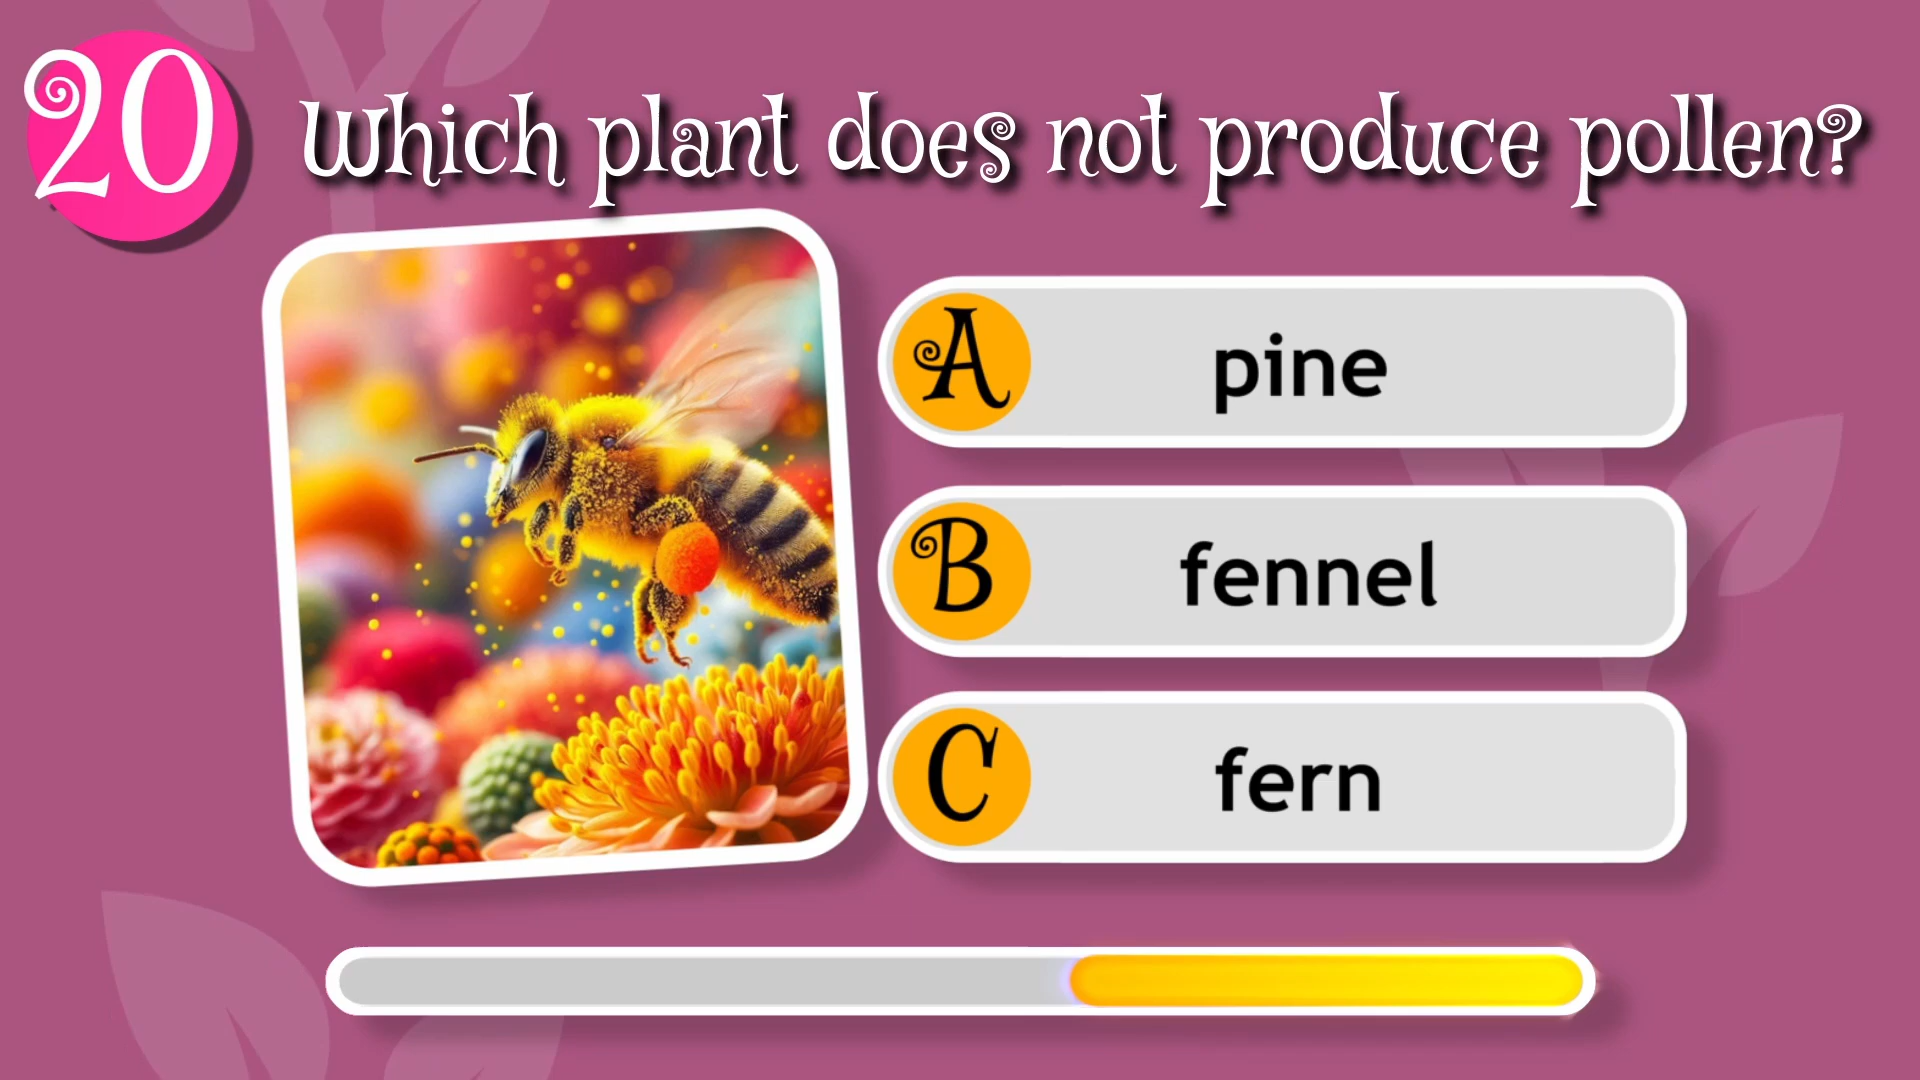 20
Which plant does not produce pollen?
A pine
B fennel
C fern